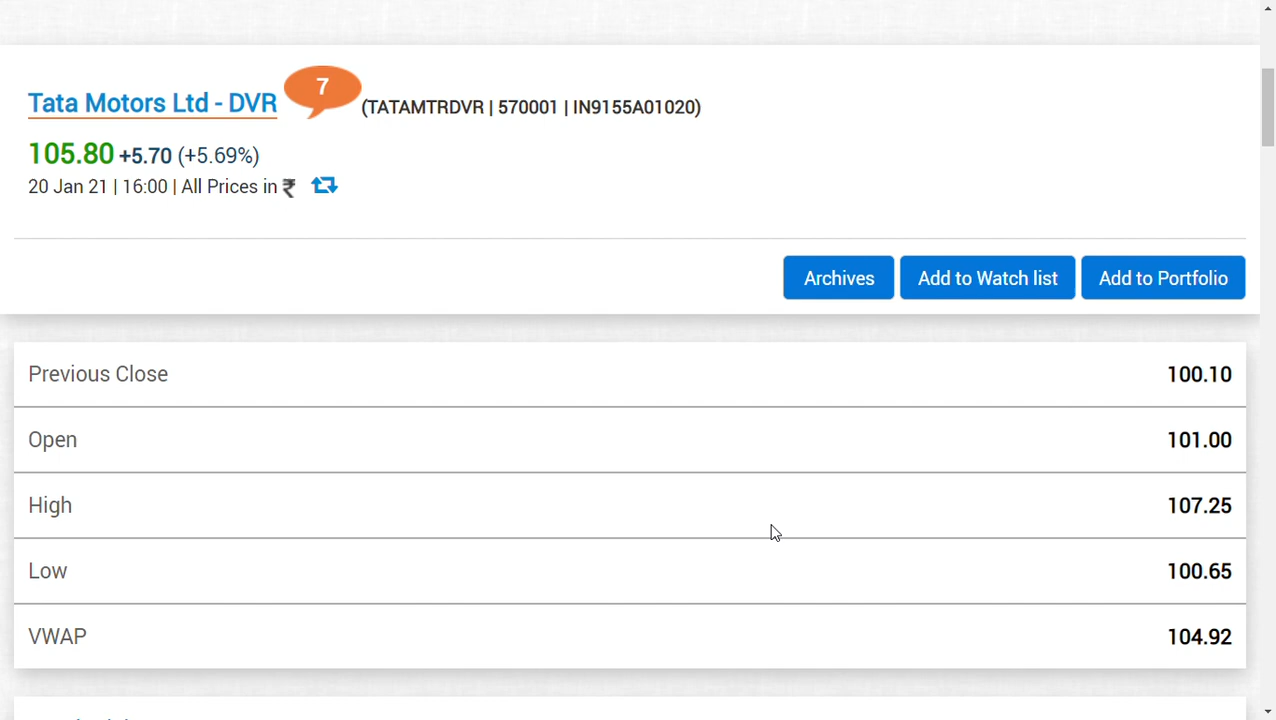 Tata Motors Ltd - DVR 7 (TATAMTRDVR | 570001 | IN9155A01020)
105.80 +5.70 (+5.69%)
20 Jan 21 | 16:00 | All Prices in ₹
Archives Add to Watch list Add to Portfolio
Previous Close 100.10
Open 101.00
High 107.25
Low 100.65
VWAP 104.92